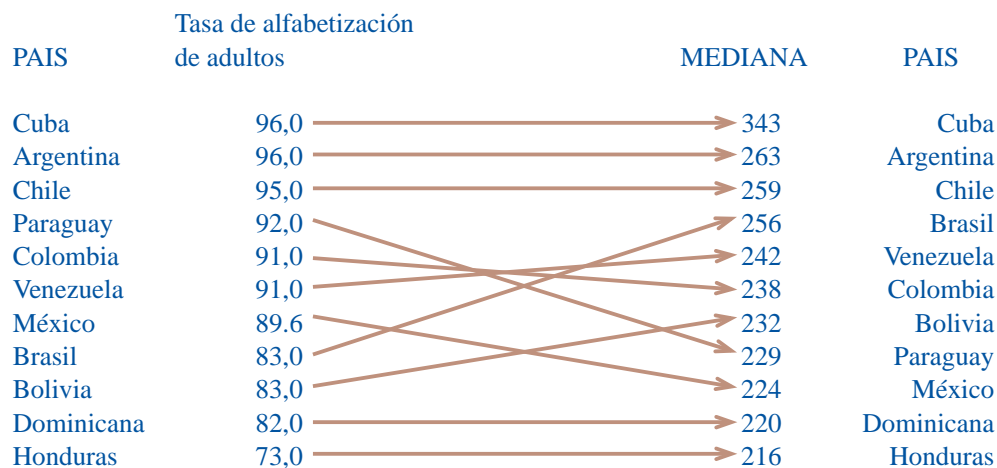 Tasa de alfabetización
PAIS de adultos MEDIANA PAIS
Cuba 96,0 343 Cuba
Argentina 96,0 263 Argentina
Chile 95,0 259 Chile
Paraguay 92,0 256 Brasil
Colombia 91,0 242 Venezuela
Venezuela 91,0 238 Colombia
México 89.6 232 Bolivia
Brasil 83,0 229 Paraguay
Bolivia 83,0 224 México
Dominicana 82,0 220 Dominicana
Honduras 73,0 216 Honduras